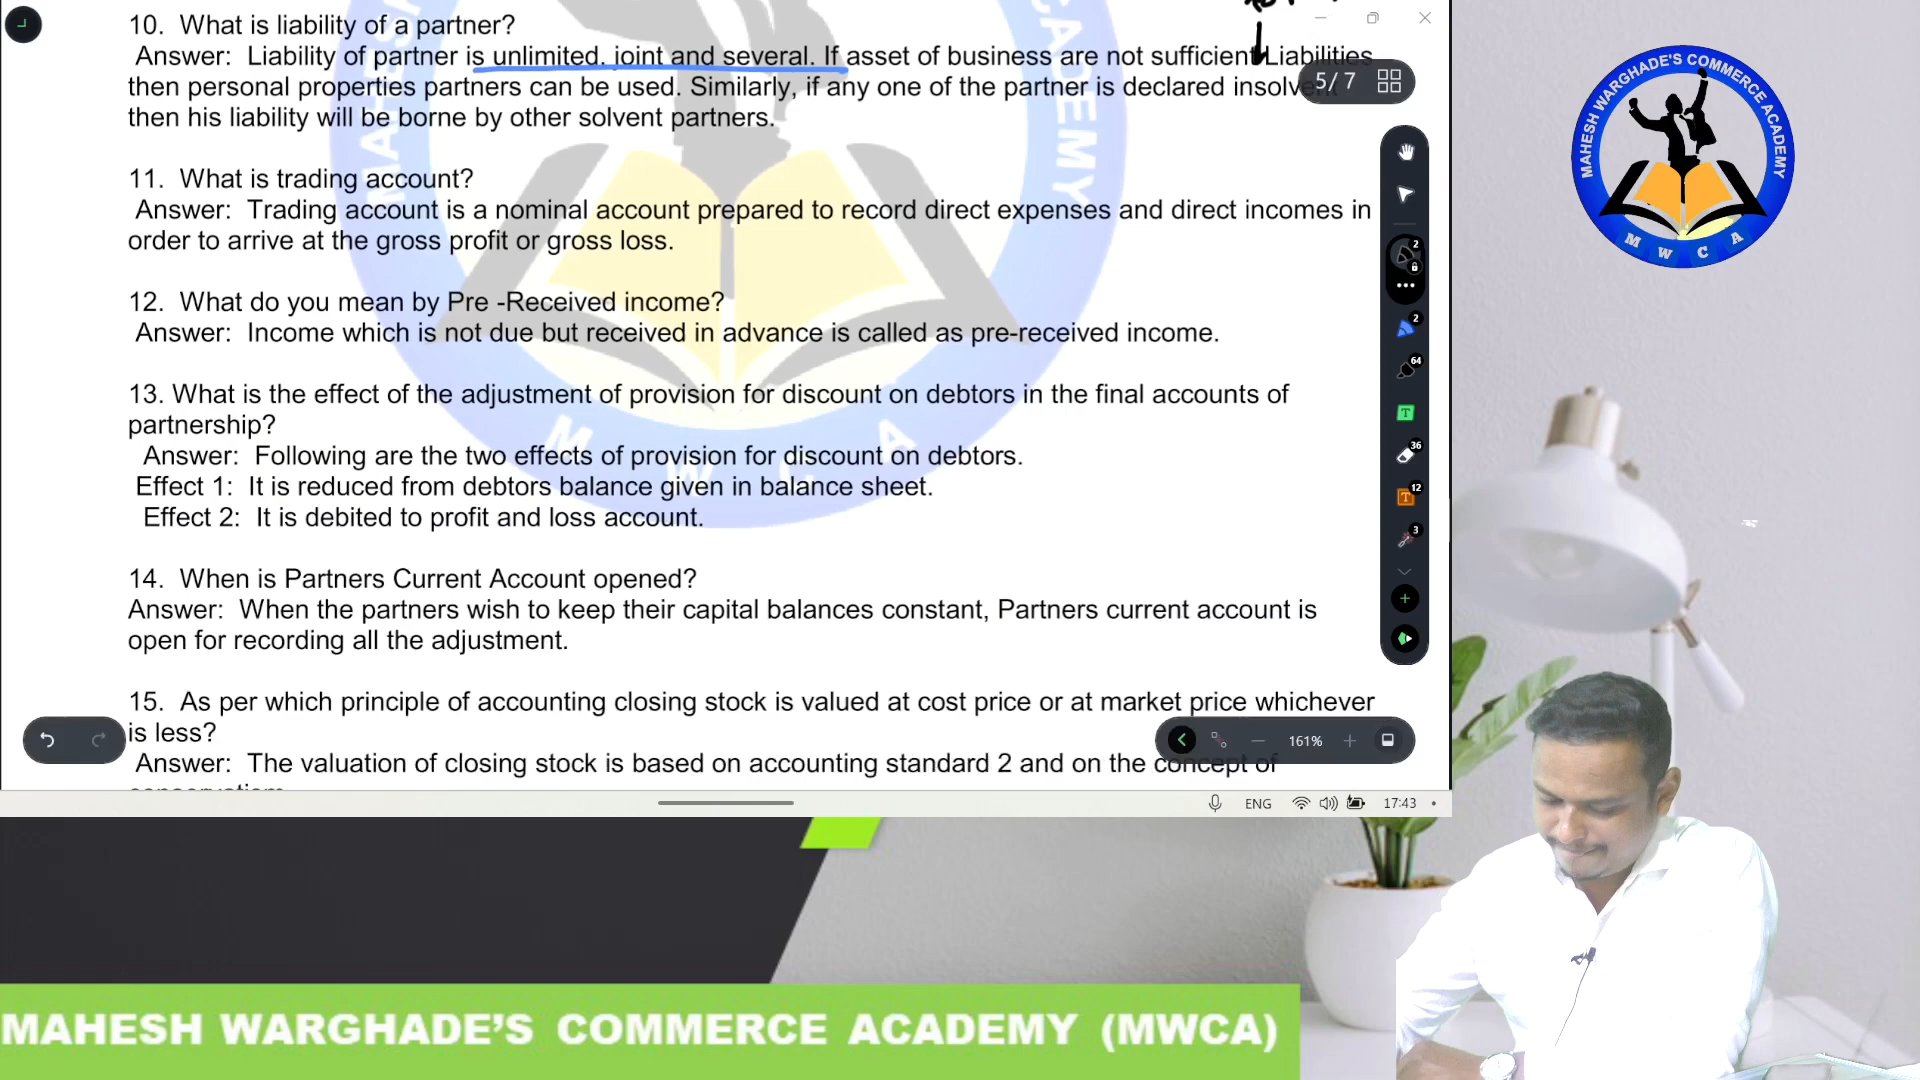 10. What is liability of a partner?
Answer: Liability of partner is unlimited. joint and several. If asset of business are not sufficient Liabilities
then personal properties partners can be used. Similarly, if any one of the partner is declared
then his liability will be borne by other solvent partners.
5/7
11. What is trading account?
Answer: Trading account is a nominal account prepared to record direct expenses and direct incomes in
order to arrive at the gross profit or gross loss.
12. What do you mean by Pre -Received income?
Answer: Income which is not due but received in advance is called as pre-received income.
13. What is the effect of the adjustment of provision for discount on debtors in the final accounts of
partnership?
Answer: Following are the two effects of provision for discount on debtors.
Effect 1: It is reduced from debtors balance given in balance sheet.
Effect 2: It is debited to profit and loss account.
14. When is Partners Current Account opened?
Answer: When the partners wish to keep their capital balances constant, Partners current account is
open for recording all the adjustment.
15. As per which principle of accounting closing stock is valued at cost price or at market price whichever
is less?
Answer: The valuation of closing stock is based on accounting standard 2 and on the concept of
2
2
64
T
36
T 12
3
161%
ENG 17:43
MAHESH WARGHADE'S COMMERCE ACADEMY
M W C A
ACADEMY
M W C A
MAHESH WARGHADE'S COMMERCE ACADEMY (MWCA)